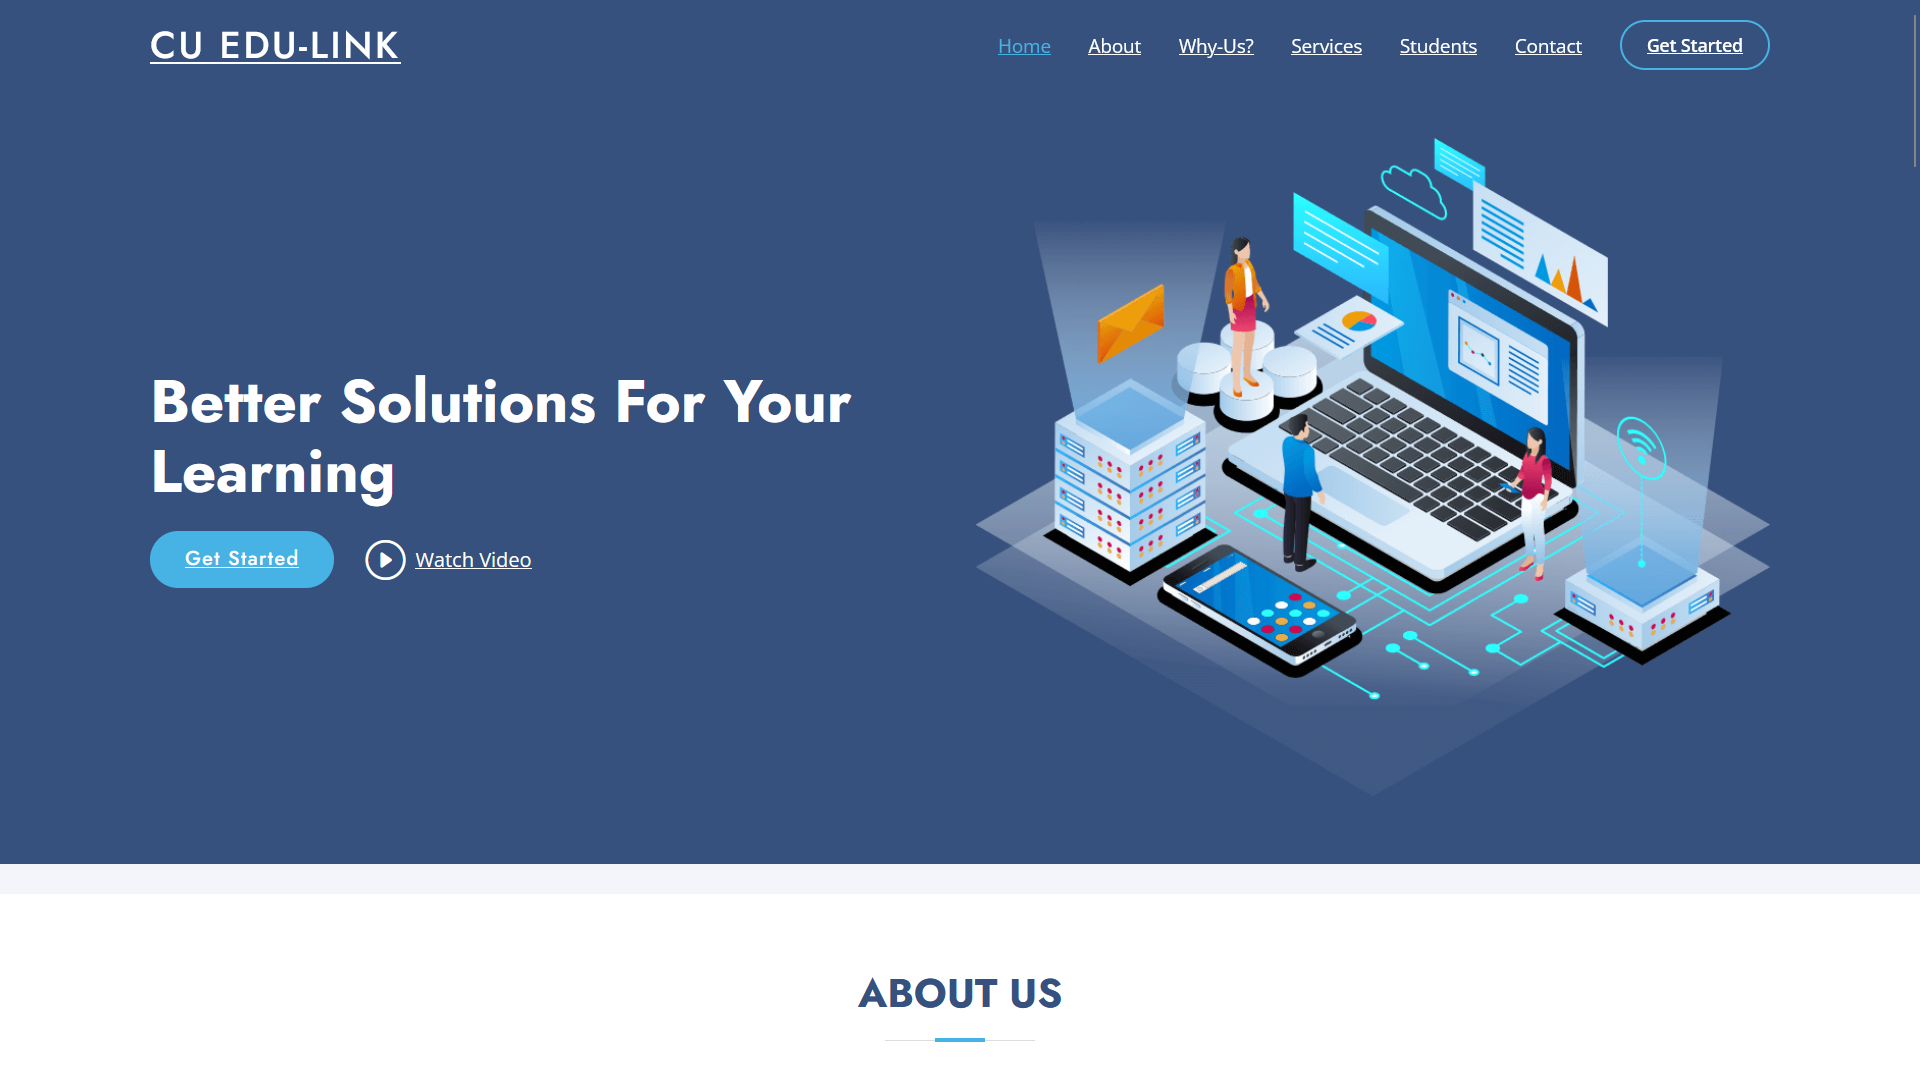 CU EDU-LINK
Home
About
Why-Us?
Services
Students
Contact
Get Started
Better Solutions For Your
Learning
Get Started
Watch Video
ABOUT US